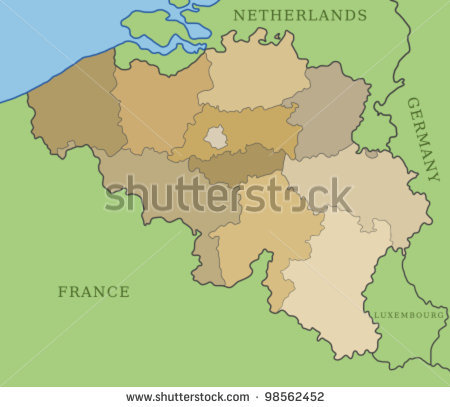 NETHERLANDS
GERMANY
shutterstock
FRANCE
LUXEMBOURG
www.shutterstock.com · 98562452